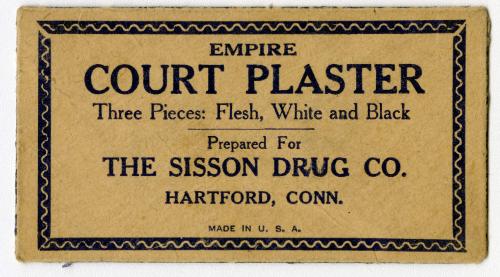 EMPIRE
COURT PLASTER
Three Pieces: Flesh, White and Black
Prepared For
THE SISSON DRUG CO.
HARTFORD, CONN.
MADE IN U. S. A.